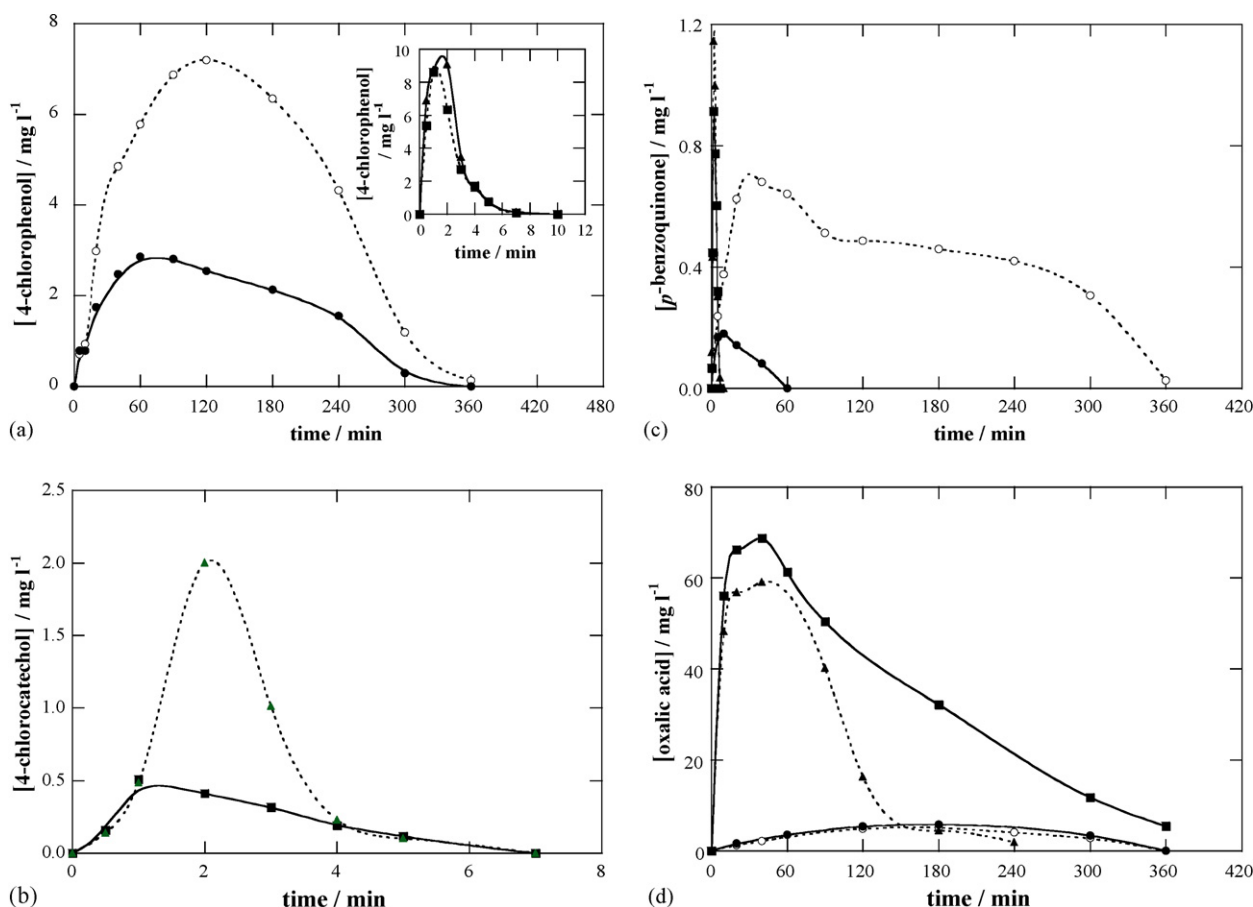 8
6
4
2
0
[4-chlorophenol] / mg l⁻¹
0 60 120 180 240 300 360 420 480
time / min
(a)
10
9
8
7
6
5
4
3
2
1
0
[4-chlorophenol]
/ mg l⁻¹
0 2 4 6 8 10 12
time / min
1.2
0.8
0.4
0.0
[p-benzoquinone] / mg l⁻¹
0 60 120 180 240 300 360 420
time / min
(c)
2.5
2.0
1.5
1.0
0.5
0.0
[4-chlorocatechol] / mg l⁻¹
0 2 4 6 8
time / min
(b)
80
60
40
20
0
[oxalic acid] / mg l⁻¹
0 60 120 180 240 300 360 420
time / min
(d)